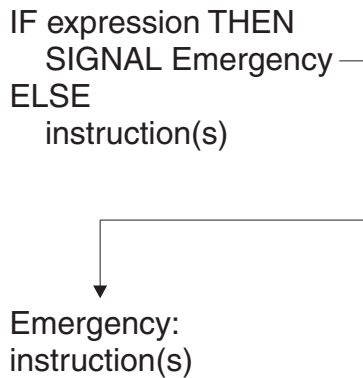 IF expression THEN
SIGNAL Emergency
ELSE
instruction(s)
Emergency:
instruction(s)